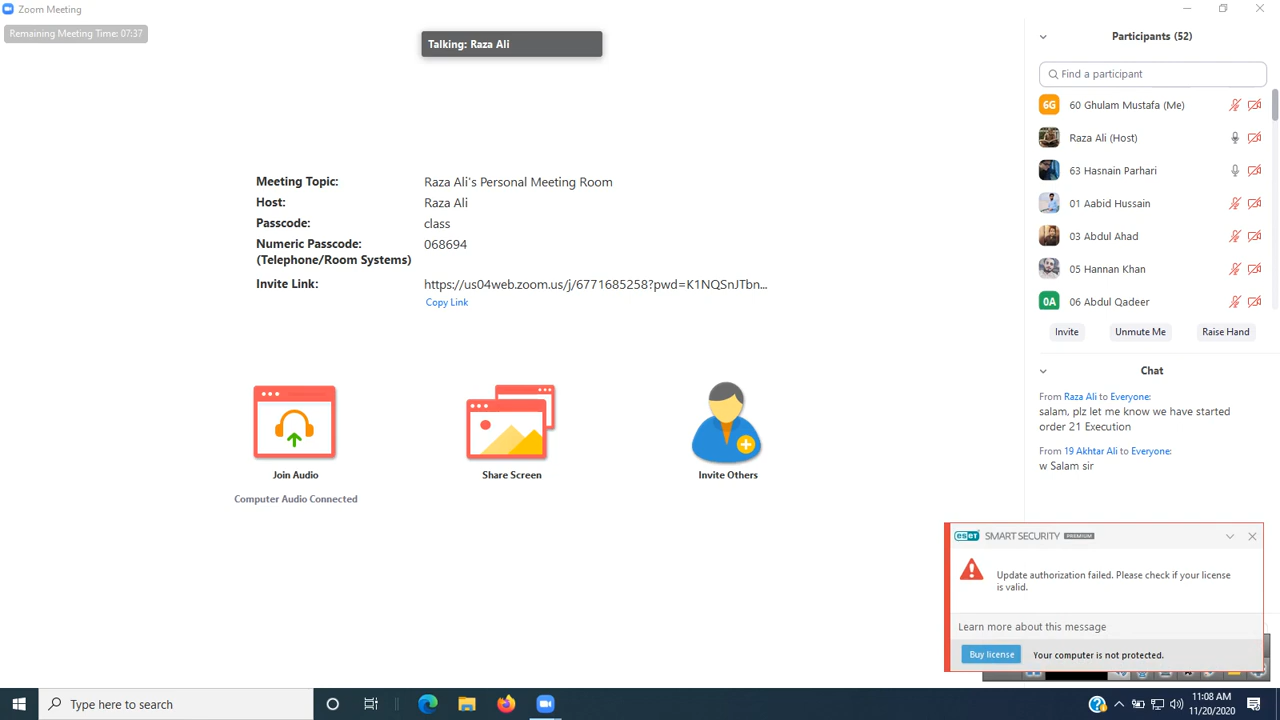 Zoom Meeting
Remaining Meeting Time: 07:37
Talking: Raza Ali
Meeting Topic: Raza Ali's Personal Meeting Room
Host: Raza Ali
Passcode: class
Numeric Passcode: 068694
(Telephone/Room Systems)
Invite Link: https://us04web.zoom.us/j/6771685258?pwd=K1NQSnJTbn...
Copy Link
Join Audio
Computer Audio Connected
Share Screen
Invite Others
Participants (52)
Find a participant
6G 60 Ghulam Mustafa (Me)
Raza Ali (Host)
63 Hasnain Parhari
01 Aabid Hussain
03 Abdul Ahad
05 Hannan Khan
0A 06 Abdul Qadeer
Invite Unmute Me Raise Hand
Chat
From Raza Ali to Everyone:
salam, plz let me know we have started
order 21 Execution
From 19 Akhtar Ali to Everyone:
w Salam sir
eset SMART SECURITY PREMIUM
Update authorization failed. Please check if your license
is valid.
Learn more about this message
Buy license Your computer is not protected.
Type here to search
11:08 AM
11/20/2020